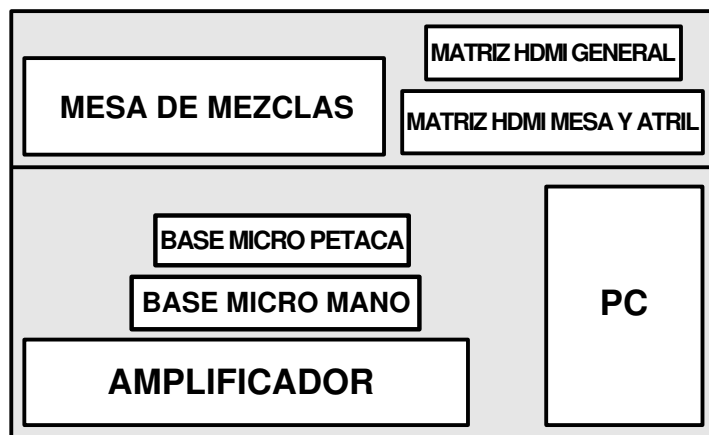 MATRIZ HDMI GENERAL
MESA DE MEZCLAS
MATRIZ HDMI MESA Y ATRIL
BASE MICRO PETACA
BASE MICRO MANO
PC
AMPLIFICADOR